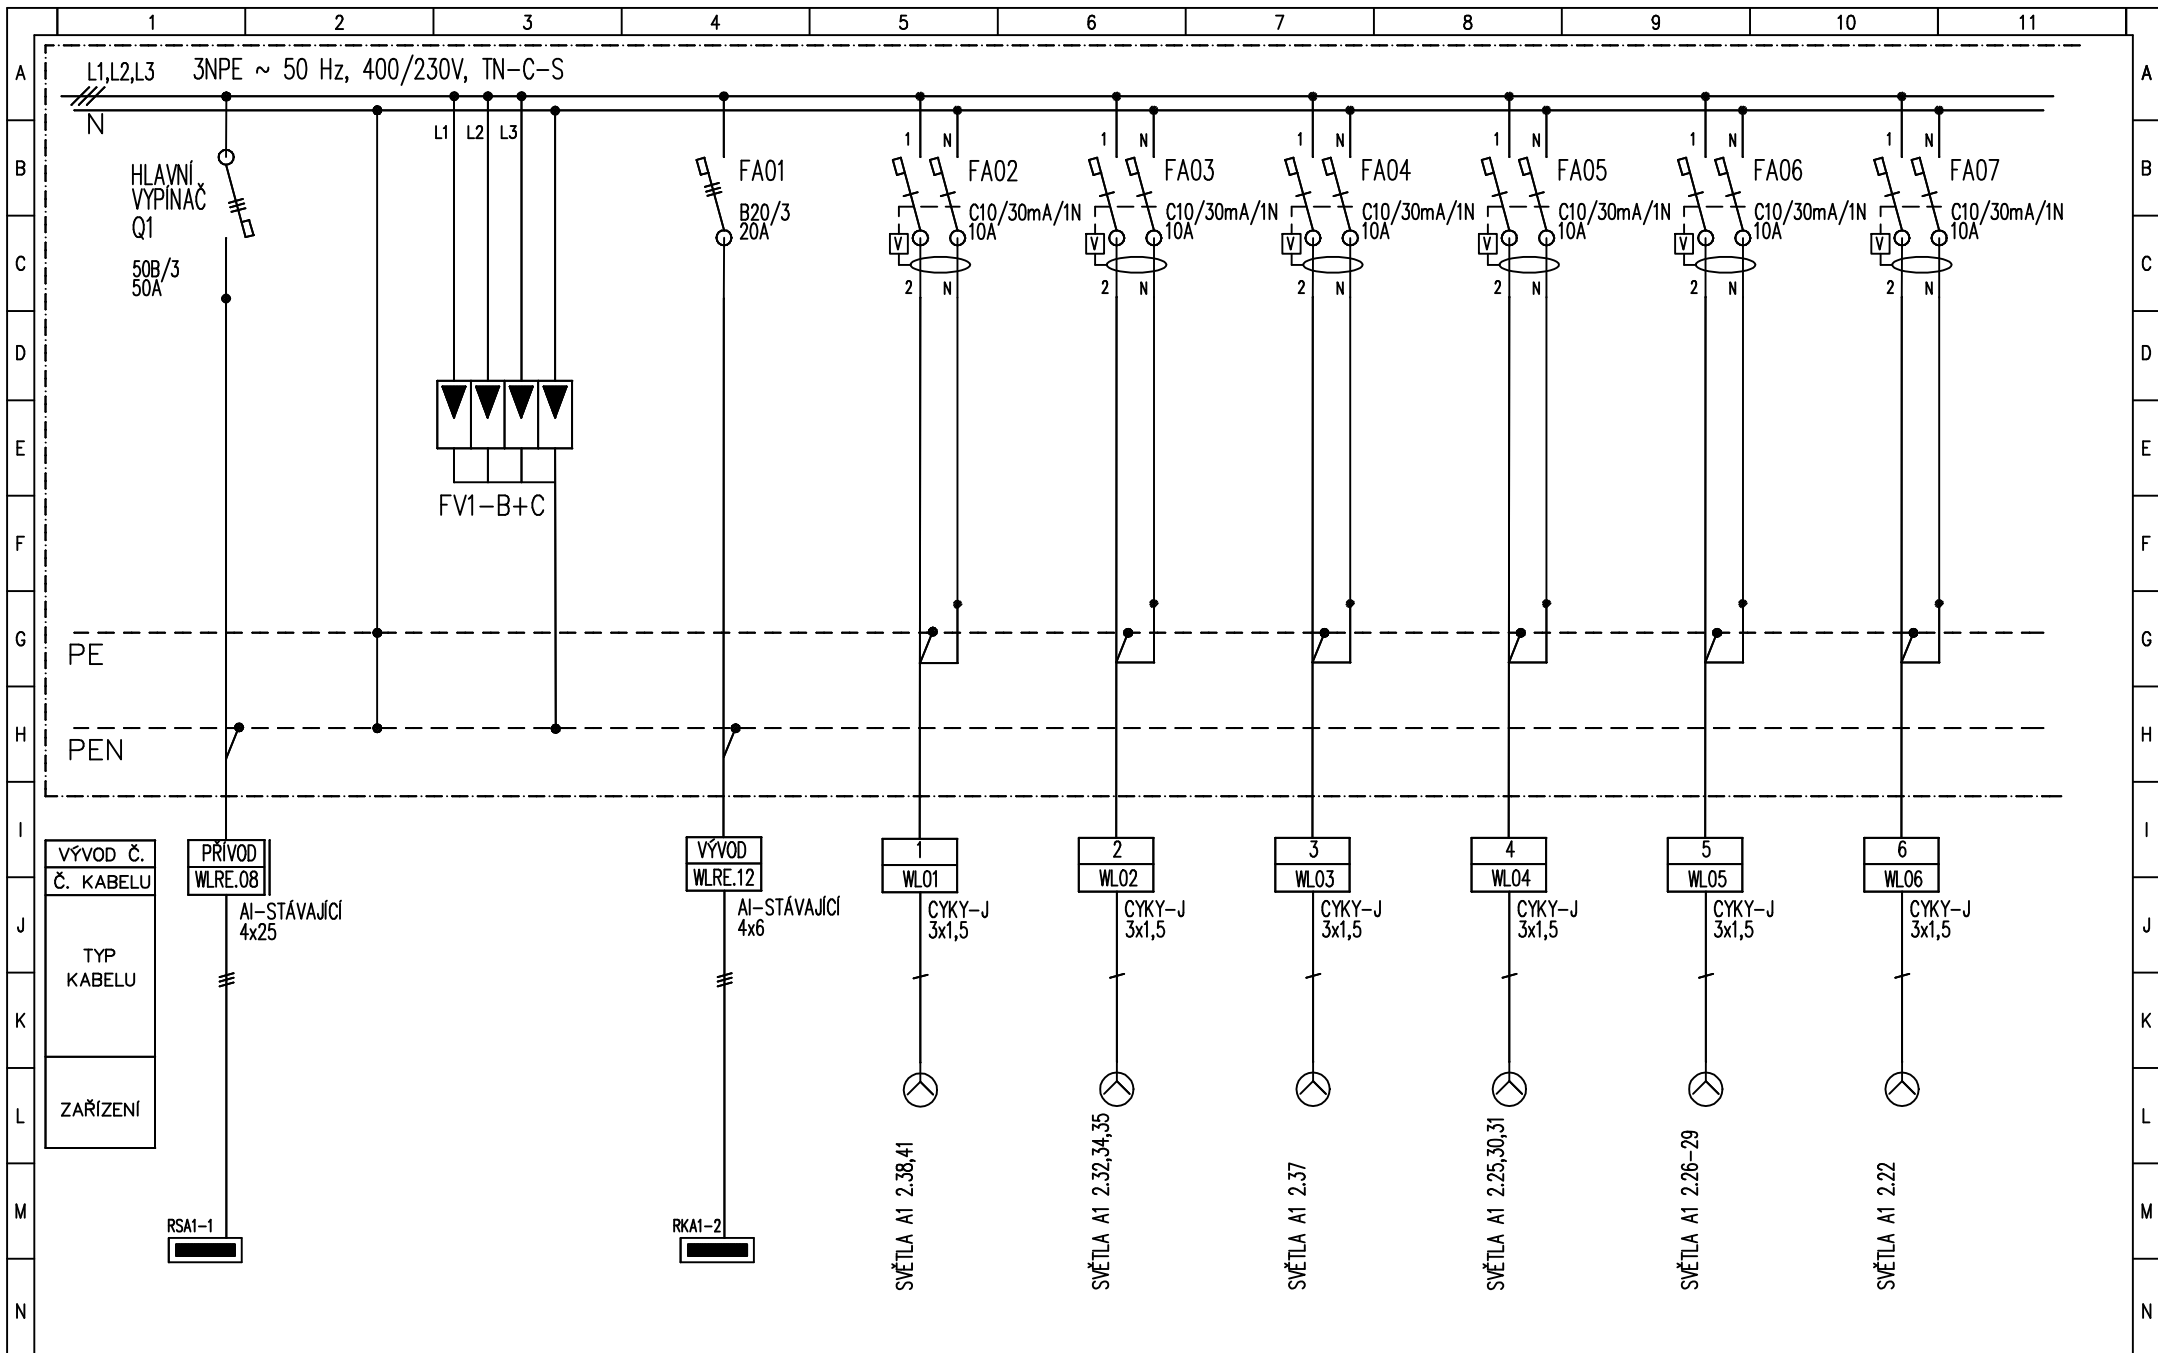 1 2 3 4 5 6 7 8 9 10 11
A A
L1,L2,L3 3NPE ~ 50 Hz, 400/230V, TN-C-S
N
L1 L2 L3
1 N 1 N 1 N 1 N 1 N 1 N
B B
HLAVNÍ
VYPÍNAČ
Q1
50B/3
50A
FA01
B20/3
20A
FA02
C10/30mA/1N
10A
FA03
C10/30mA/1N
10A
FA04
C10/30mA/1N
10A
FA05
C10/30mA/1N
10A
FA06
C10/30mA/1N
10A
FA07
C10/30mA/1N
10A
V V V V V V
C C
2 N 2 N 2 N 2 N 2 N 2 N
D D
E E
FV1-B+C
F F
G G
PE
H H
PEN
I I
VÝVOD Č.
Č. KABELU
TYP
KABELU
ZAŘÍZENÍ
PŘÍVOD
WLRE.08
AI-STÁVAJÍCÍ
4x25
VÝVOD
WLRE.12
AI-STÁVAJÍCÍ
4x6
1
WL01
CYKY-J
3x1,5
2
WL02
CYKY-J
3x1,5
3
WL03
CYKY-J
3x1,5
4
WL04
CYKY-J
3x1,5
5
WL05
CYKY-J
3x1,5
6
WL06
CYKY-J
3x1,5
J J
K K
L L
M M
RSA1-1
RKA1-2
SVĚTLA A1 2.38,41
SVĚTLA A1 2.32,34,35
SVĚTLA A1 2.37
SVĚTLA A1 2.25,30,31
SVĚTLA A1 2.26-29
SVĚTLA A1 2.22
N N